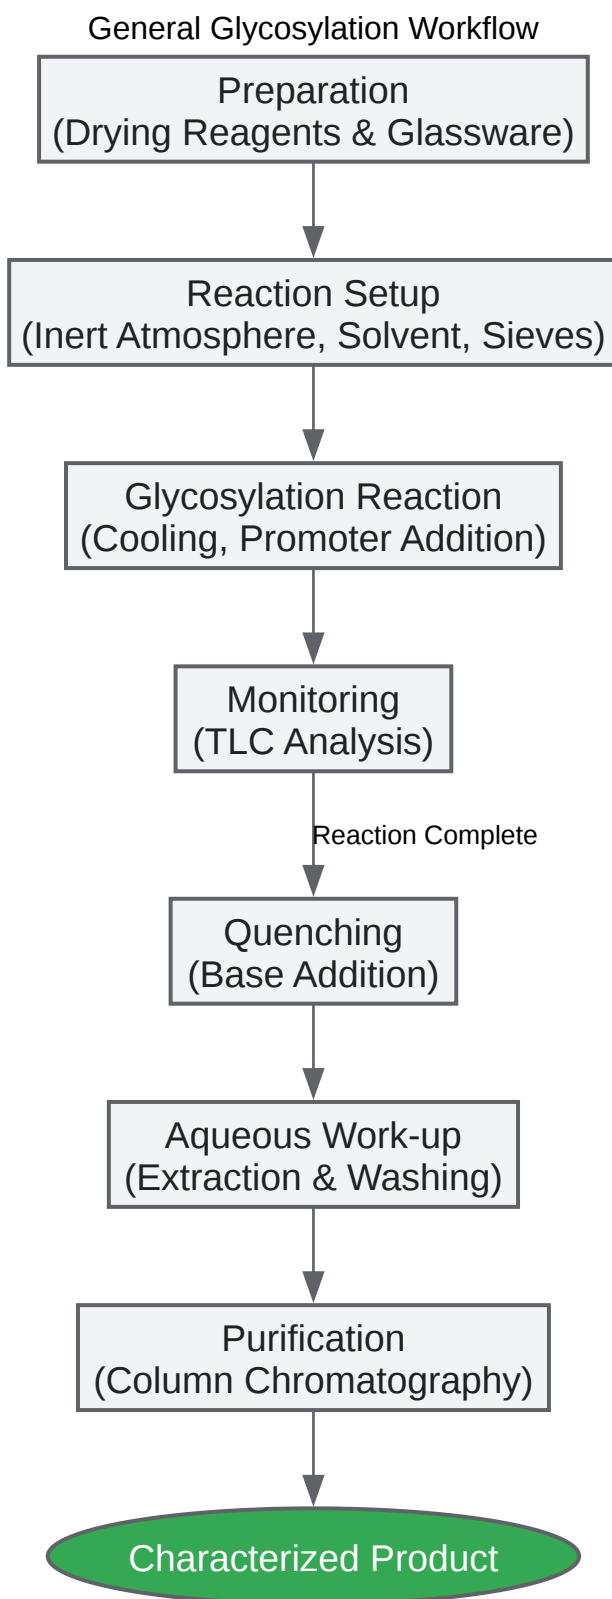 General Glycosylation Workflow
Preparation
(Drying Reagents & Glassware)
Reaction Setup
(Inert Atmosphere, Solvent, Sieves)
Glycosylation Reaction
(Cooling, Promoter Addition)
Monitoring
(TLC Analysis)
Reaction Complete
Quenching
(Base Addition)
Aqueous Work-up
(Extraction & Washing)
Purification
(Column Chromatography)
Characterized Product